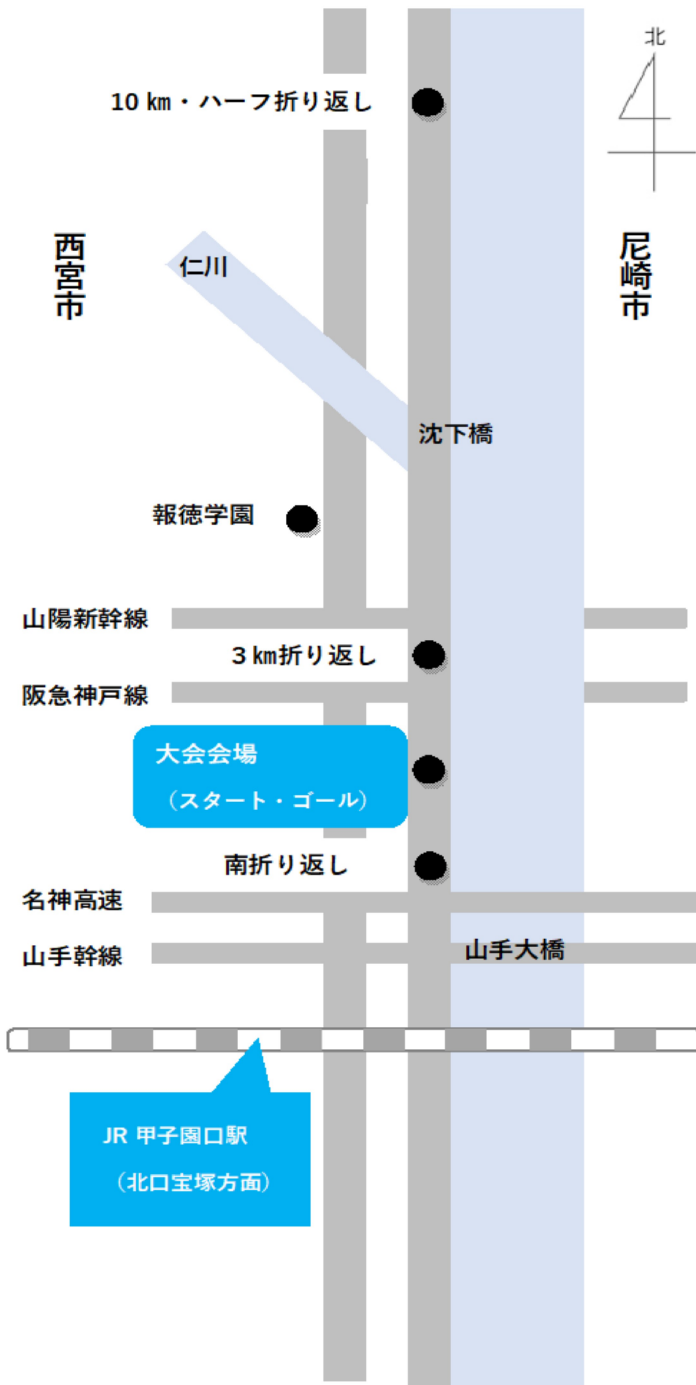 北
10 ㎞・ハーフ折り返し
西宮市
尼崎市
仁川
沈下橋
報徳学園
山陽新幹線
3 ㎞折り返し
阪急神戸線
大会会場
（スタート・ゴール）
南折り返し
名神高速
山手幹線
山手大橋
JR 甲子園口駅
（北口宝塚方面）